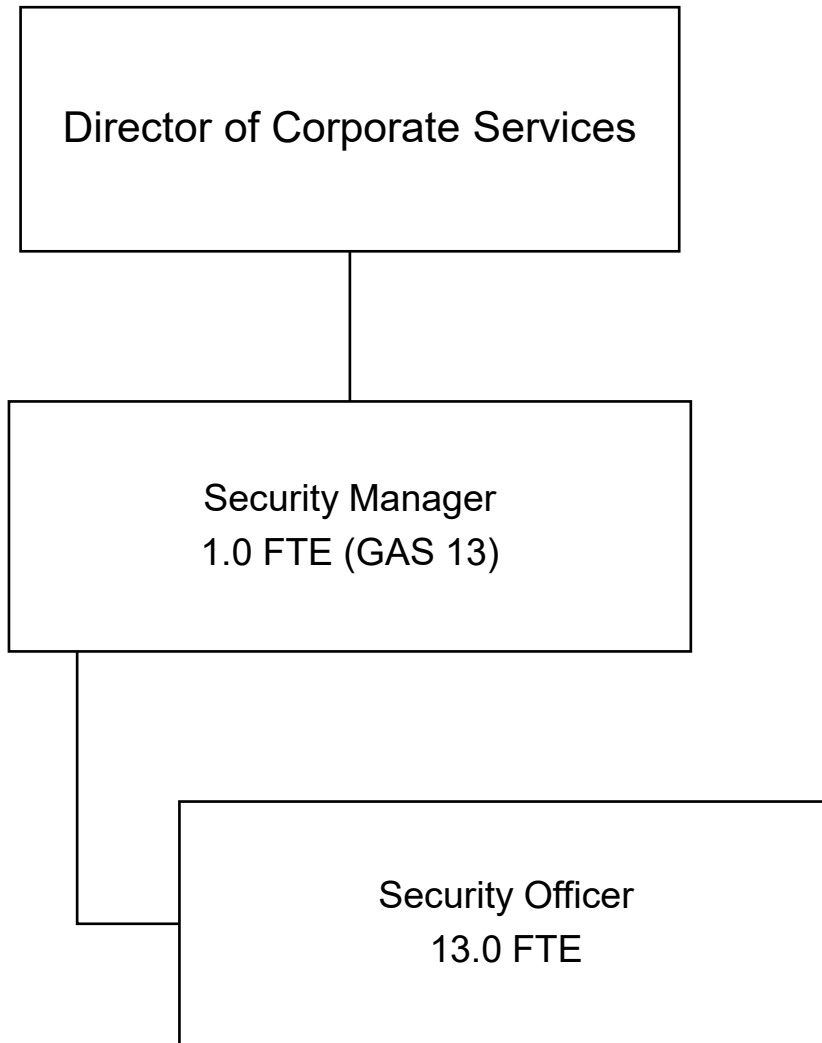 Director of Corporate Services
Security Manager
1.0 FTE (GAS 13)
Security Officer
13.0 FTE